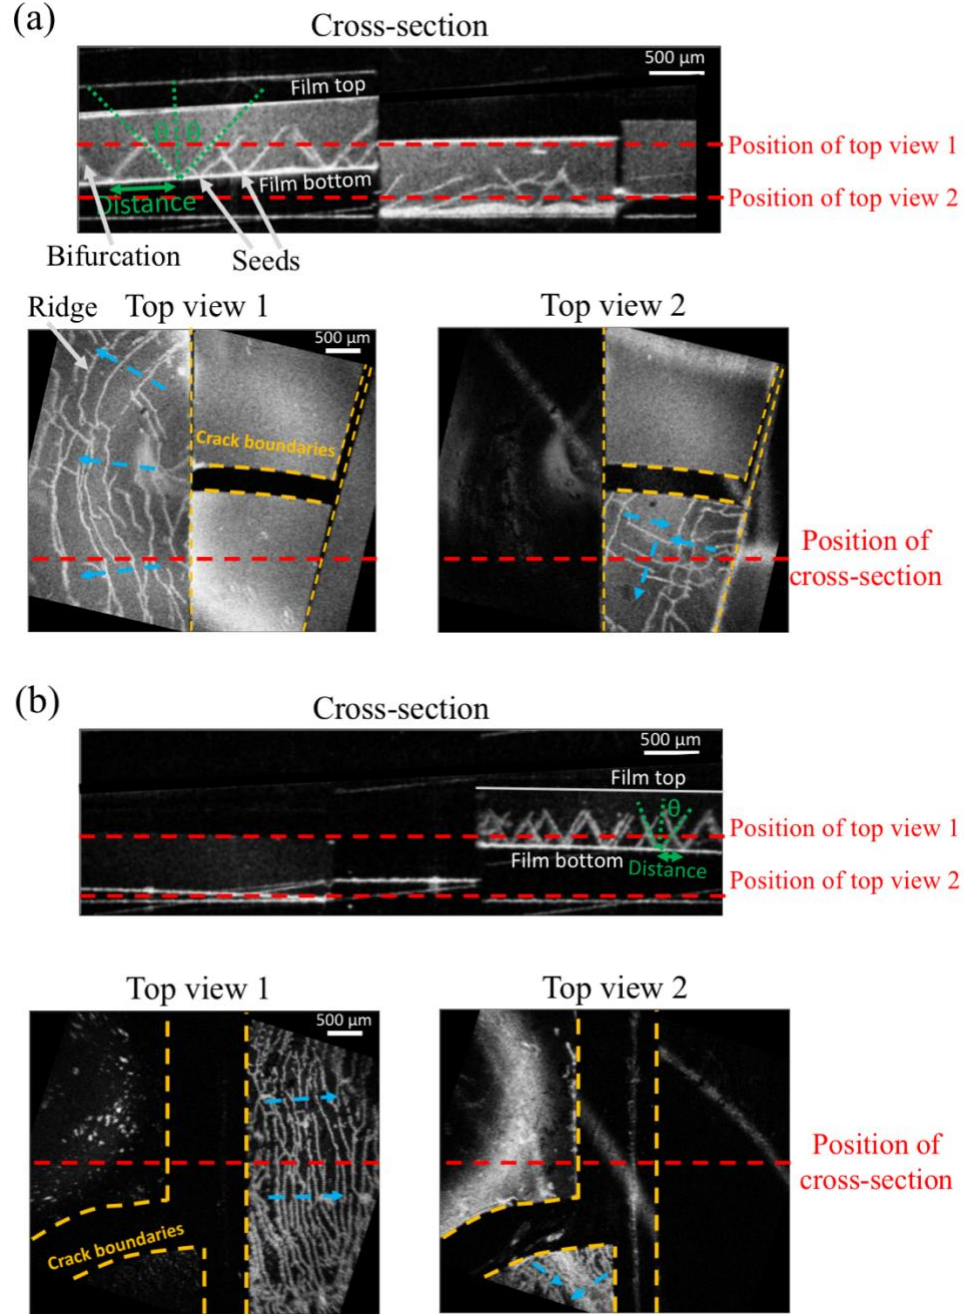 (a)
Cross-section
500 µm
Film top
θ θ
Position of top view 1
Film bottom
Distance
Position of top view 2
Bifurcation
Seeds
Ridge
Top view 1
Top view 2
500 µm
Crack boundaries
Position of
cross-section
(b)
Cross-section
500 µm
Film top
θ
Position of top view 1
Film bottom
Distance
Position of top view 2
Top view 1
Top view 2
500 µm
Position of
cross-section
Crack boundaries